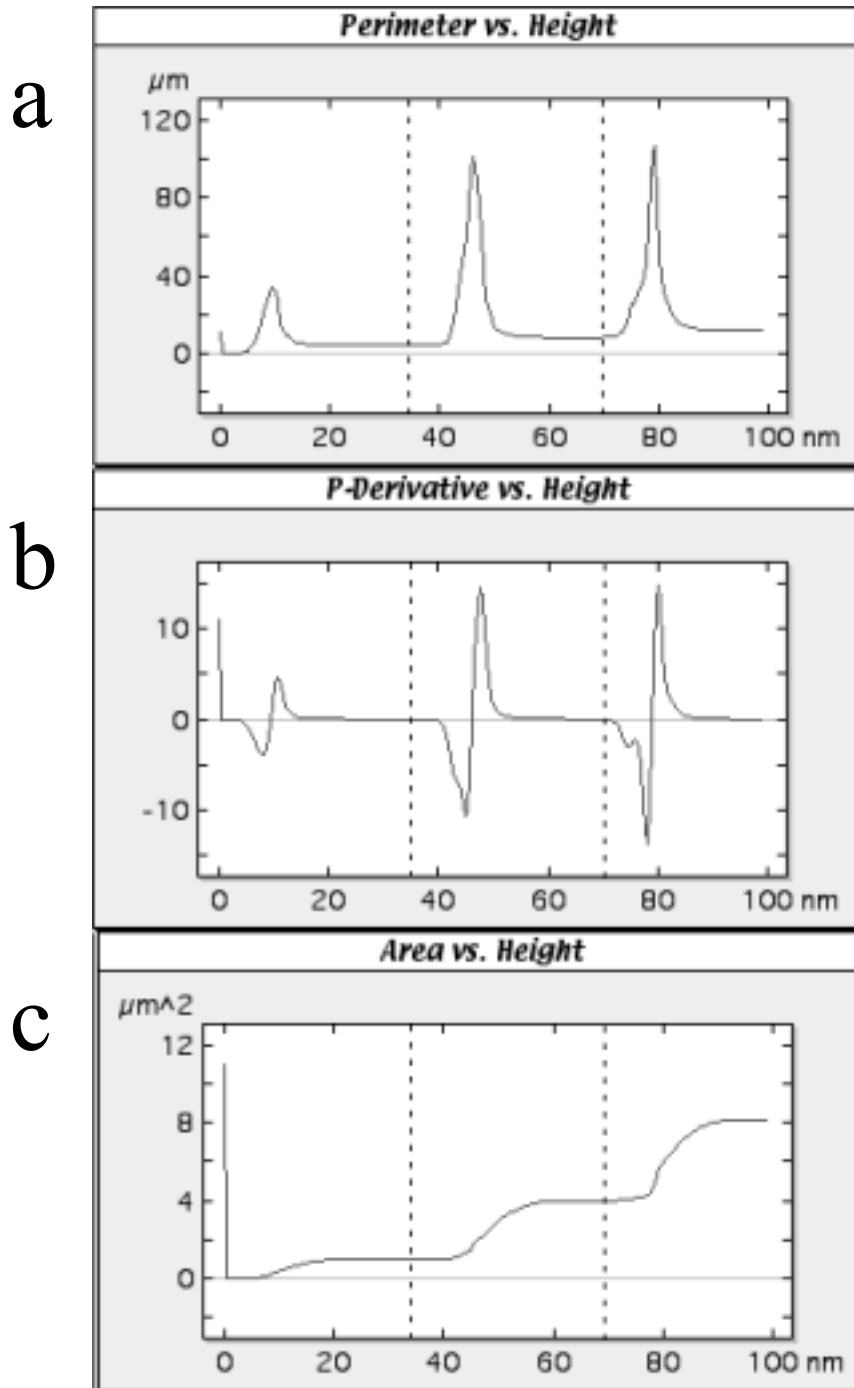 Perimeter vs. Height
a
µm
120
80
40
0
0 20 40 60 80 100 nm
P-Derivative vs. Height
b
10
0
-10
0 20 40 60 80 100 nm
Area vs. Height
c
µm^2
12
8
4
0
0 20 40 60 80 100 nm